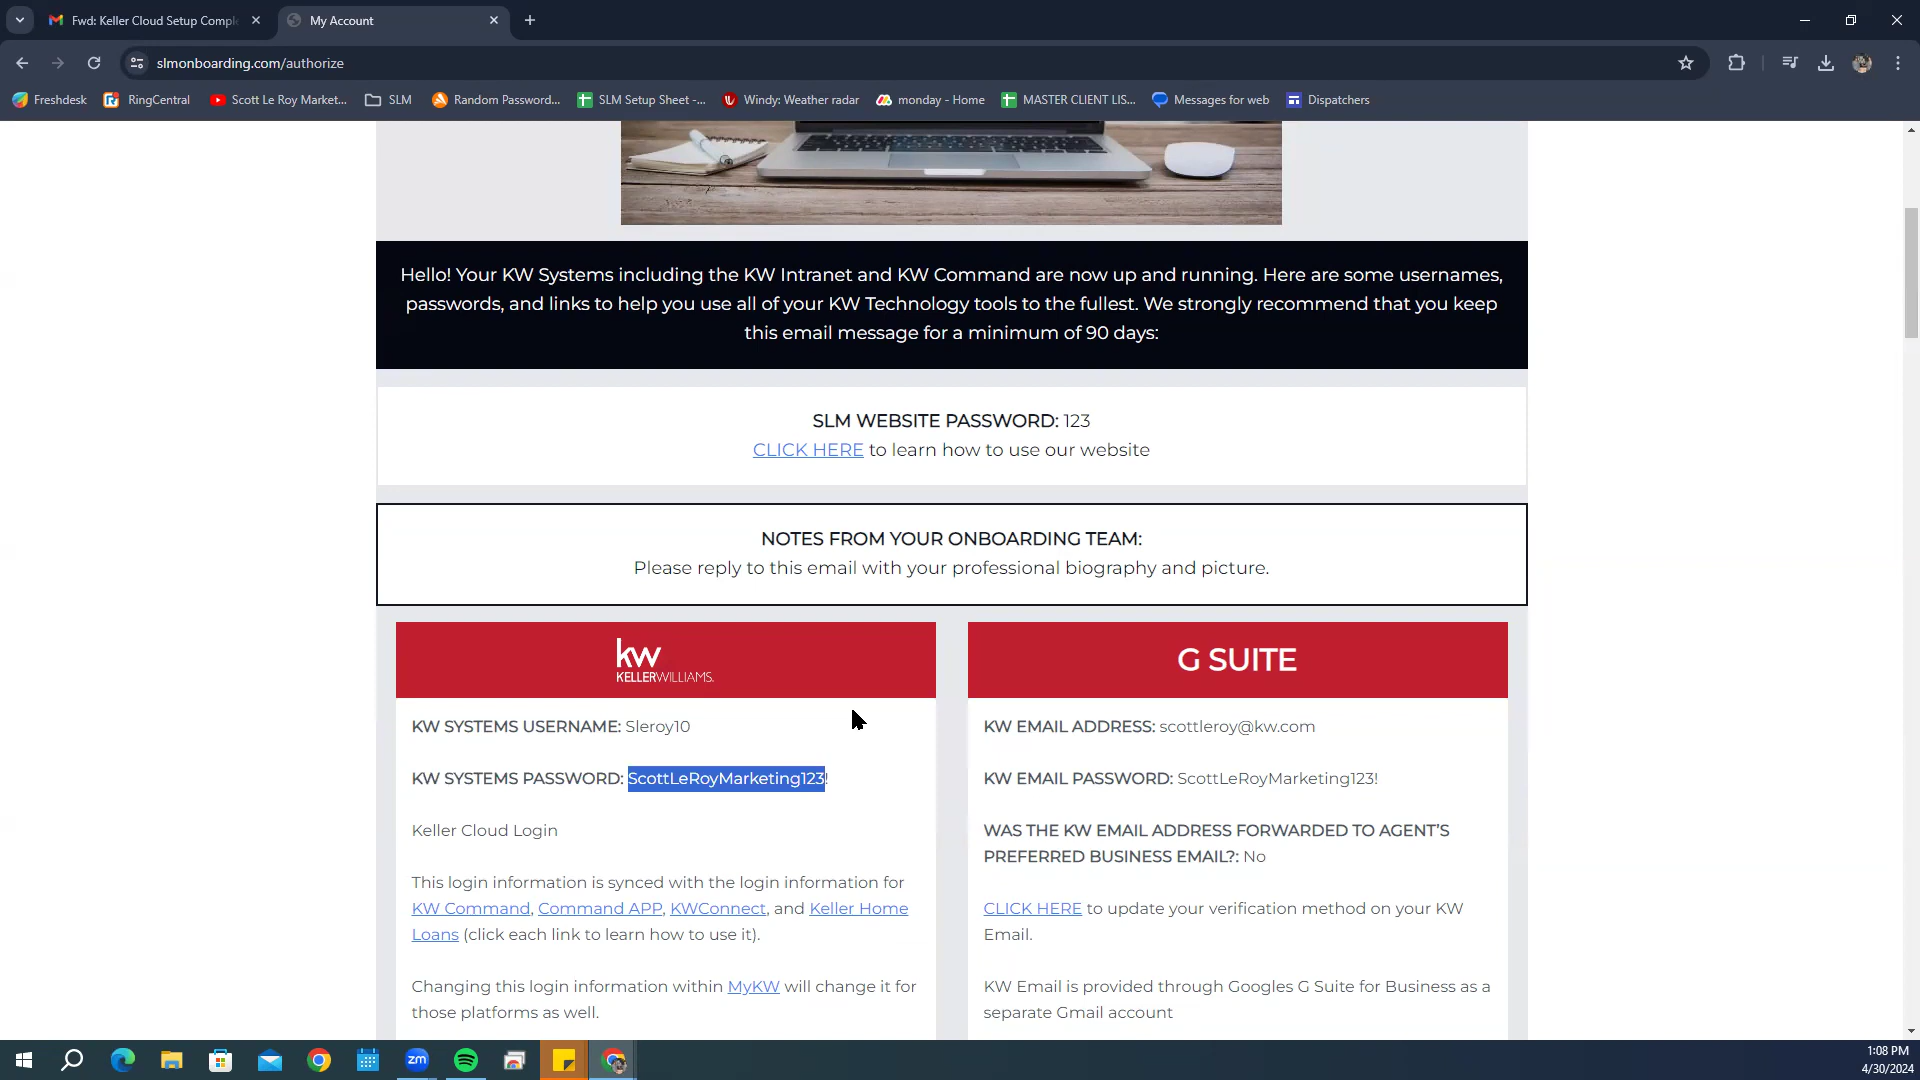 Fwd: Keller Cloud Setup Compl
My Account
slmonboarding.com/authorize
Freshdesk
RingCentral
Scott Le Roy Market...
SLM
Random Password...
SLM Setup Sheet -...
Windy: Weather radar
monday - Home
MASTER CLIENT LIS...
Messages for web
Dispatchers
Hello! Your KW Systems including the KW Intranet and KW Command are now up and running. Here are some usernames,
passwords, and links to help you use all of your KW Technology tools to the fullest. We strongly recommend that you keep
this email message for a minimum of 90 days:
SLM WEBSITE PASSWORD: 123
CLICK HERE to learn how to use our website
NOTES FROM YOUR ONBOARDING TEAM:
Please reply to this email with your professional biography and picture.
kw
KELLERWILLIAMS.
KW SYSTEMS USERNAME: Sleroy10
KW SYSTEMS PASSWORD: ScottLeRoyMarketing123!
Keller Cloud Login
This login information is synced with the login information for
KW Command, Command APP, KWConnect, and Keller Home
Loans (click each link to learn how to use it).
Changing this login information within MyKW will change it for
those platforms as well.
G SUITE
KW EMAIL ADDRESS: scottleroy@kw.com
KW EMAIL PASSWORD: ScottLeRoyMarketing123!
WAS THE KW EMAIL ADDRESS FORWARDED TO AGENT'S
PREFERRED BUSINESS EMAIL?: No
CLICK HERE to update your verification method on your KW
Email.
KW Email is provided through Googles G Suite for Business as a
separate Gmail account
zm
1:08 PM
4/30/2024